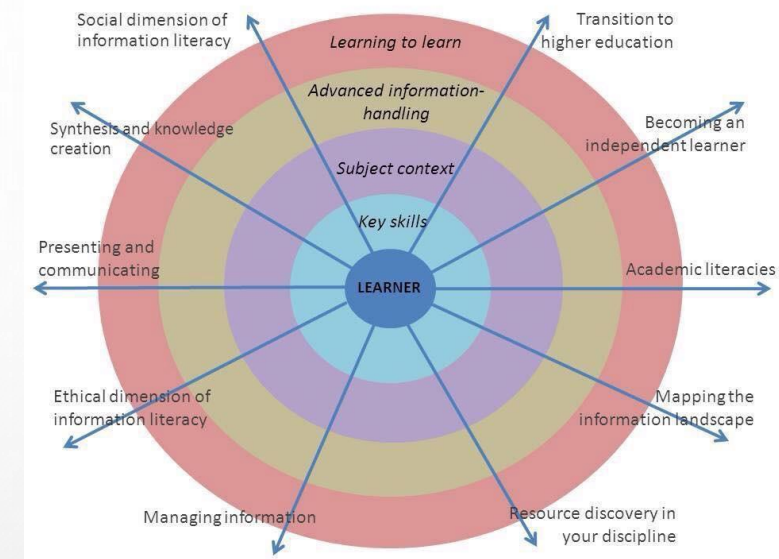 Social dimension of
information literacy
Learning to learn
Transition to
higher education
Advanced information-
handling
Synthesis and knowledge
creation
Becoming an
independent learner
Subject context
Key skills
Presenting and
communicating
LEARNER
Academic literacies
Ethical dimension of
information literacy
Mapping the
information landscape
Managing information
Resource discovery in
your discipline